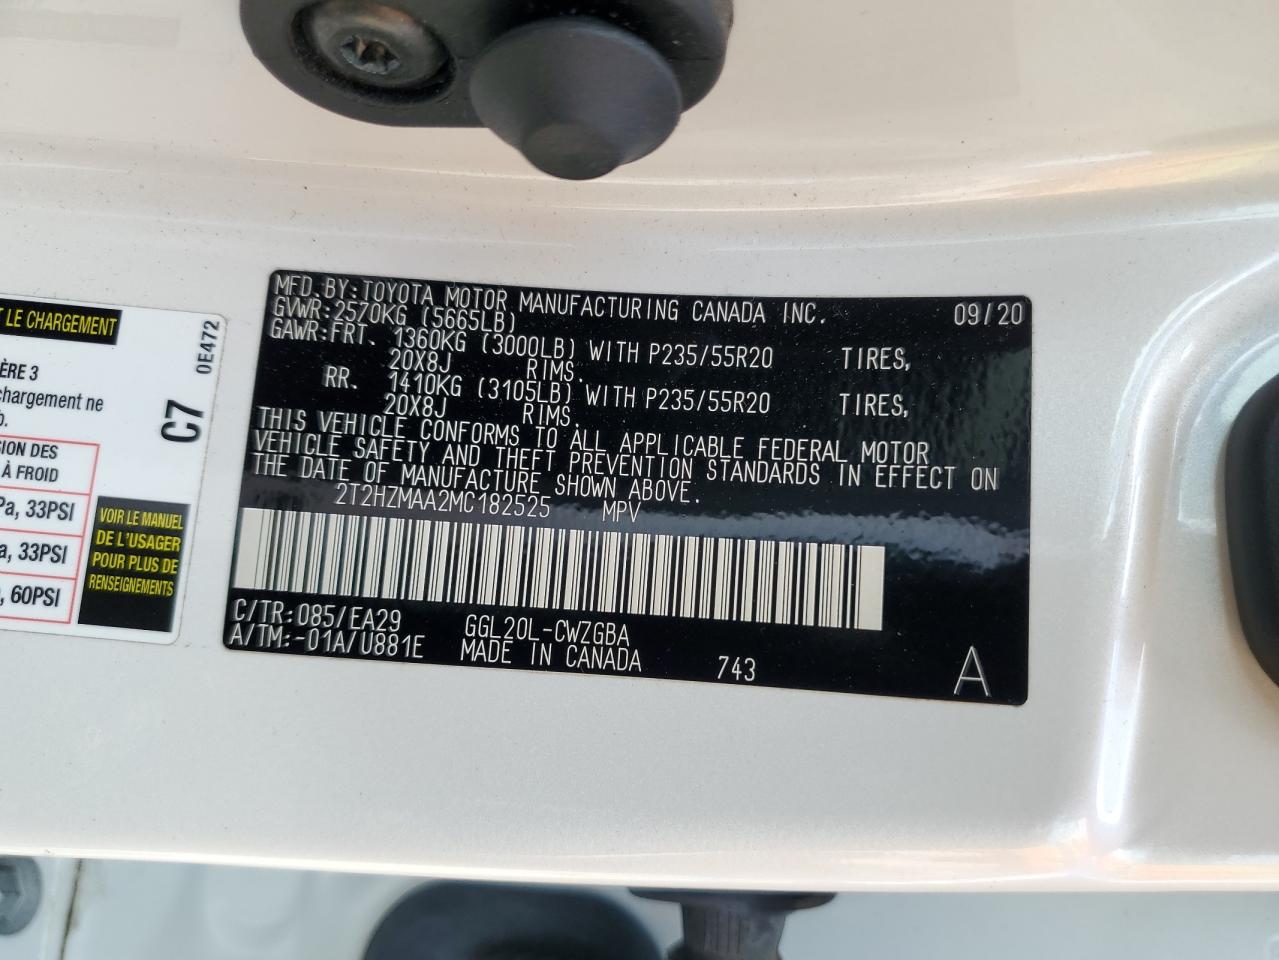 T LE CHARGEMENT
0E472
ÈRE 3
chargement ne
b.
C7
SION DES
À FROID
Pa, 33PSI
a, 33PSI
, 60PSI
VOIR LE MANUEL
DE L'USAGER
POUR PLUS DE
RENSEIGNEMENTS
MFD.BY:TOYOTA MOTOR MANUFACTURING CANADA INC. 09/20
GVWR:2570KG (5665LB)
GAWR:FRT. 1360KG (3000LB) WITH P235/55R20 TIRES,
20X8J RIMS.
RR. 1410KG (3105LB) WITH P235/55R20 TIRES,
20X8J RIMS.
THIS VEHICLE CONFORMS TO ALL APPLICABLE FEDERAL MOTOR
VEHICLE SAFETY AND THEFT PREVENTION STANDARDS IN EFFECT ON
THE DATE OF MANUFACTURE SHOWN ABOVE.
2T2HZMAA2MC182525 MPV
C/TR:085/EA29 GGL20L-CWZGBA
A/TM:-01A/U881E MADE IN CANADA 743 A